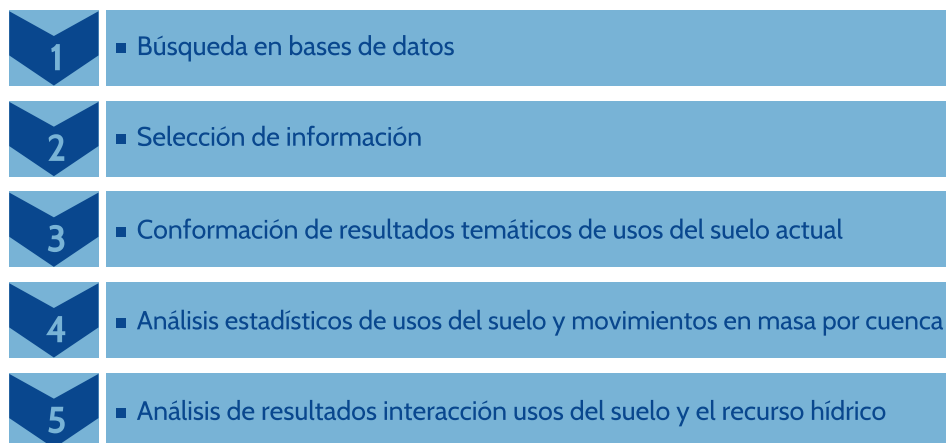 1
▪ Búsqueda en bases de datos
2
▪ Selección de información
3
▪ Conformación de resultados temáticos de usos del suelo actual
4
▪ Análisis estadísticos de usos del suelo y movimientos en masa por cuenca
5
▪ Análisis de resultados interacción usos del suelo y el recurso hídrico